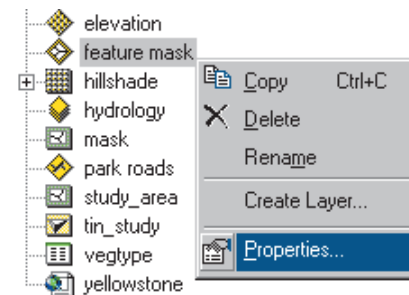 elevation
feature mask
hillshade
hydrology
mask
park roads
study_area
tin_study
vegtype
yellowstone
Copy Ctrl+C
Delete
Rename
Create Layer...
Properties...